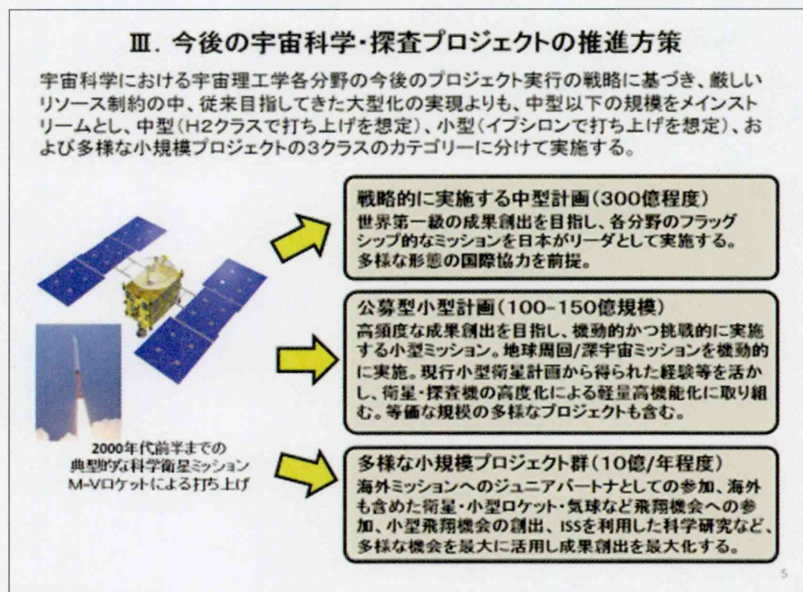 Ⅲ. 今後の宇宙科学・探査プロジェクトの推進方策
宇宙科学における宇宙理工学各分野の今後のプロジェクト実行の戦略に基づき、厳しい
リソース制約の中、従来目指してきた大型化の実現よりも、中型以下の規模をメインスト
リームとし、中型(H2クラスで打ち上げを想定)、小型(イプシロンで打ち上げを想定)、お
よび多様な小規模プロジェクトの3クラスのカテゴリーに分けて実施する。
戦略的に実施する中型計画(300億程度)
世界第一級の成果創出を目指し、各分野のフラッグ
シップ的なミッションを日本がリーダとして実施する。
多様な形態の国際協力を前提。
公募型小型計画(100-150億規模)
高頻度な成果創出を目指し、機動的かつ挑戦的に実施
する小型ミッション。地球周回/深宇宙ミッションを機動的
に実施。現行小型衛星計画から得られた経験等を活か
し、衛星・探査機の高度化による軽量高機能化に取り組
む。等価な規模の多様なプロジェクトも含む。
2000年代前半までの
典型的な科学衛星ミッション
M-Vロケットによる打ち上げ
多様な小規模プロジェクト群(10億/年程度)
海外ミッションへのジュニアパートナとしての参加、海外
も含めた衛星・小型ロケット・気球など飛翔機会への参
加、小型飛翔機会の創出、ISSを利用した科学研究など、
多様な機会を最大に活用し成果創出を最大化する。
5